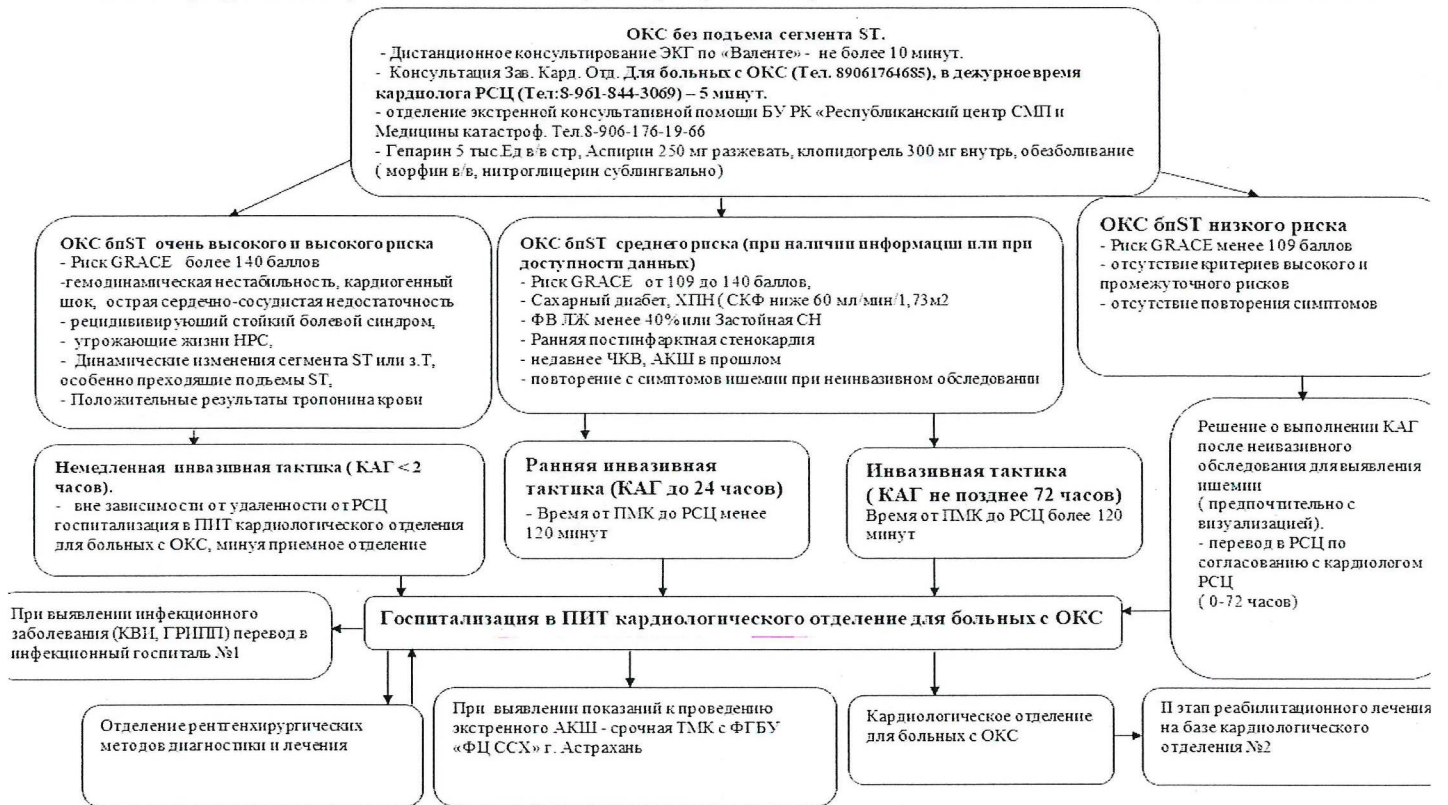 ОКС без подъема сегмента ST.
- Дистанционное консультирование ЭКГ по «Валенте» - не более 10 минут.
- Консультация Зав. Кард. Отд. Для больных с ОКС (Тел. 89061764685), в дежурное время
кардиолога РСЦ (Тел:8-961-844-3069) – 5 минут.
- отделение экстренной консультативной помощи БУ РК «Республиканский центр СМП и
Медицины катастроф. Тел.8-906-176-19-66
- Гепарин 5 тыс.Ед в/в стр, Аспирин 250 мг разжевать, клопидогрель 300 мг внутрь, обезболивание
( морфин в/в, нитроглицерин сублингвально)
ОКС бпST очень высокого и высокого риска
- Риск GRACE более 140 баллов
-гемодинамическая нестабильность, кардиогенный
шок, острая сердечно-сосудистая недостаточность
- рецидививирующий стойкий болевой синдром,
- угрожающие жизни НРС,
- Динамические изменения сегмента ST или з.Т,
особенно преходящие подъемы ST,
- Положительные результаты тропонина крови
ОКС бпST среднего риска (при наличии информации или при
доступности данных)
- Риск GRACE от 109 до 140 баллов,
- Сахарный диабет, ХПН ( СКФ ниже 60 мл/мин/1,73м2
- ФВ ЛЖ менее 40% или Застойная СН
- Ранняя постинфарктная стенокардия
- недавнее ЧКВ, АКШ в прошлом
- повторение с симптомов ишемии при неинвазивном обследовании
ОКС бпST низкого риска
- Риск GRACE менее 109 баллов
- отсутствие критериев высокого и
промежуточного рисков
- отсутствие повторения симптомов
Немедленная инвазивная тактика ( КАГ < 2
часов).
- вне зависимости от удаленности от РСЦ
госпитализация в ПИТ кардиологического отделения
для больных с ОКС, минуя приемное отделение
Ранняя инвазивная
тактика (КАГ до 24 часов)
- Время от ПМК до РСЦ менее
120 минут
Инвазивная тактика
( КАГ не позднее 72 часов)
Время от ПМК до РСЦ более 120
минут
Решение о выполнении КАГ
после неивазивного
обследования для выявления
ишемии
( предпочтительно с
визуализацией).
- перевод в РСЦ по
согласованию с кардиологом
РСЦ
( 0-72 часов)
При выявлении инфекционного
заболевания (КВИ, ГРИПП) перевод в
инфекционный госпиталь №1
Госпитализация в ПИТ кардиологического отделение для больных с ОКС
Отделение рентгенхирургических
методов диагностики и лечения
При выявлении показаний к проведению
экстренного АКШ - срочная ТМК с ФГБУ
«ФЦ ССХ» г. Астрахань
Кардиологическое отделение
для больных с ОКС
II этап реабилитационного лечения
на базе кардиологического
отделения №2